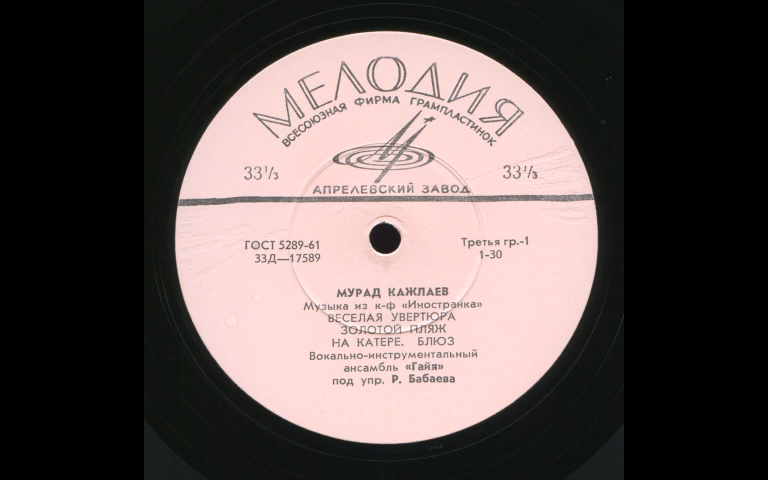 МЕЛОДИЯ
ВСЕСОЮЗНАЯ ФИРМА ГРАМПЛАСТИНОК
33⅓ 33⅓
АПРЕЛЕВСКИЙ ЗАВОД
ГОСТ 5289-61 Третья гр.-1
33Д—17589 1-30
МУРАД КАЖЛАЕВ
Музыка из к-ф «Иностранка»
ВЕСЕЛАЯ УВЕРТЮРА
ЗОЛОТОЙ ПЛЯЖ
НА КАТЕРЕ. БЛЮЗ
Вокально-инструментальный
ансамбль «Гайя»
под упр. Р. Бабаева